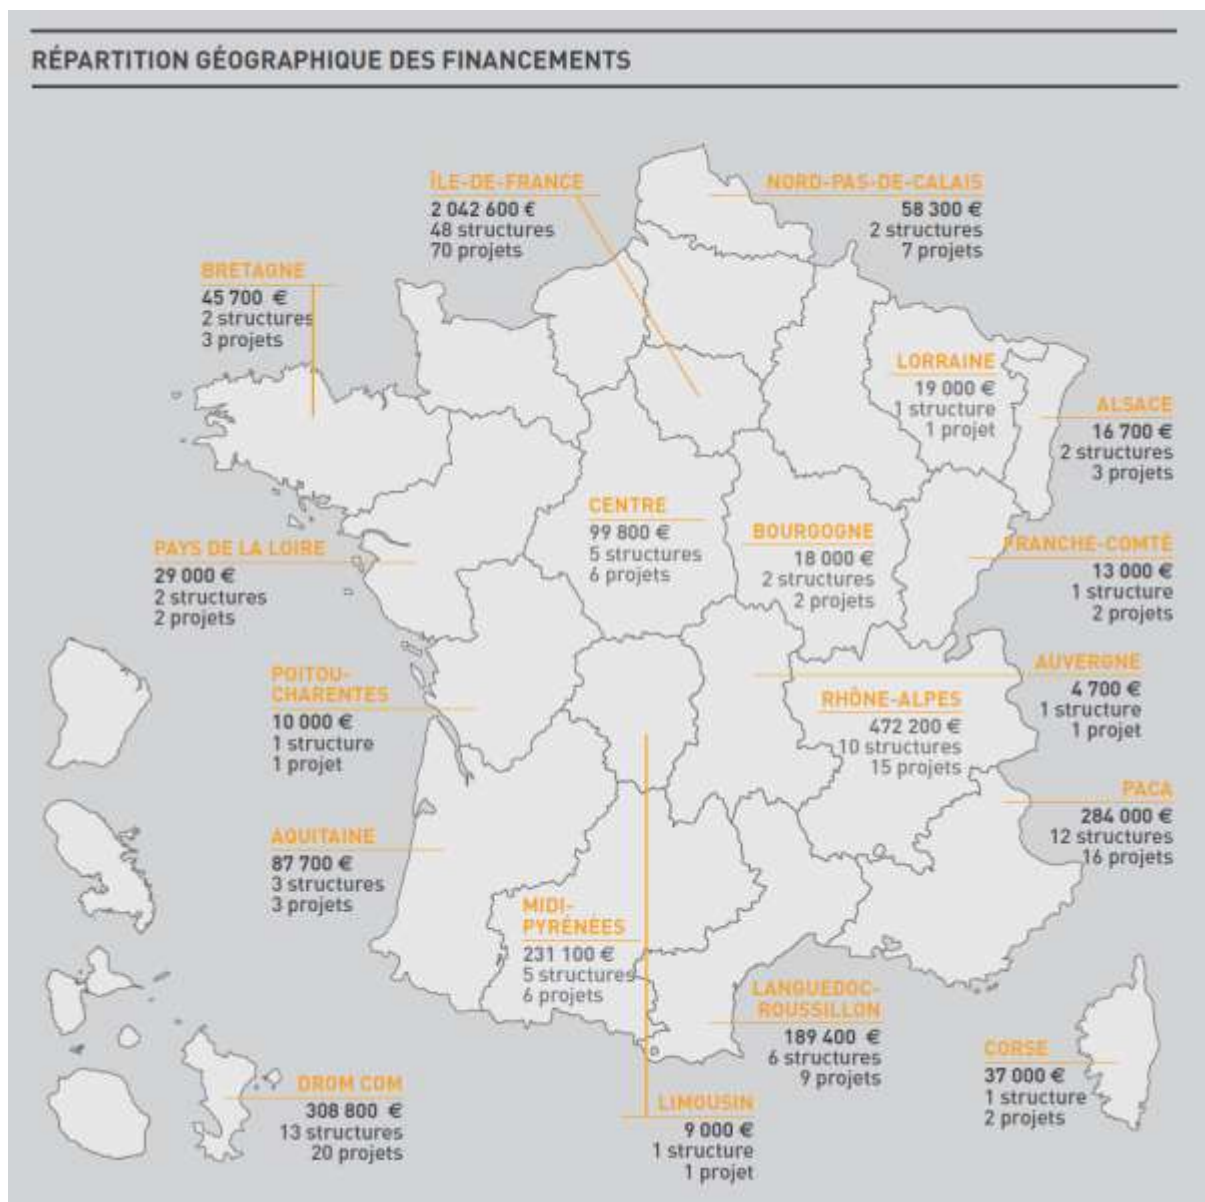 RÉPARTITION GÉOGRAPHIQUE DES FINANCEMENTS
ÎLE-DE-FRANCE
2 042 600 €
48 structures
70 projets
NORD-PAS-DE-CALAIS
58 300 €
2 structures
7 projets
BRETAGNE
45 700 €
2 structures
3 projets
LORRAINE
19 000 €
1 structure
1 projet
ALSACE
16 700 €
2 structures
3 projets
CENTRE
99 800 €
5 structures
6 projets
BOURGOGNE
18 000 €
2 structures
2 projets
FRANCHE-COMTÉ
13 000 €
1 structure
2 projets
PAYS DE LA LOIRE
29 000 €
2 structures
2 projets
POITOU-
CHARENTES
10 000 €
1 structure
1 projet
AUVERGNE
4 700 €
1 structure
1 projet
RHÔNE-ALPES
472 200 €
10 structures
15 projets
PACA
284 000 €
12 structures
16 projets
AQUITAINE
87 700 €
3 structures
3 projets
MIDI-
PYRÉNÉES
231 100 €
5 structures
6 projets
LANGUEDOC-
ROUSSILLON
189 400 €
6 structures
9 projets
CORSE
37 000 €
1 structure
2 projets
DROM COM
308 800 €
13 structures
20 projets
LIMOUSIN
9 000 €
1 structure
1 projet